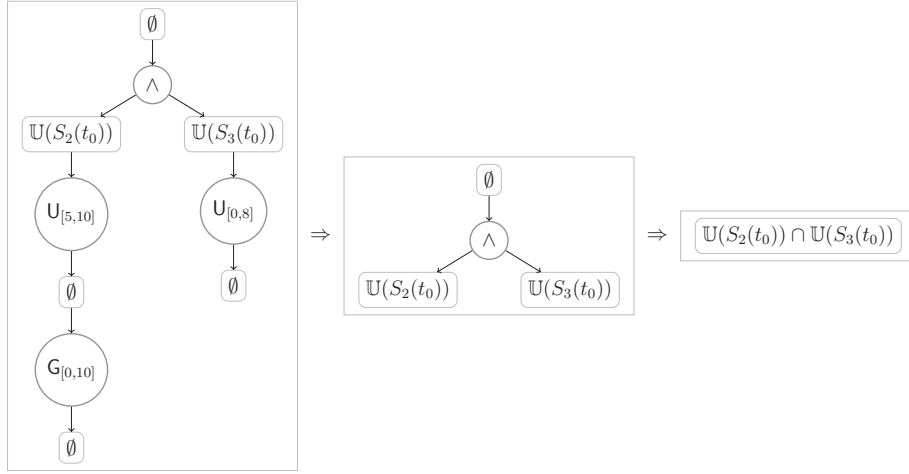 ∅
∧
𝕌(S₂(t₀)) 𝕌(S₃(t₀))
U[5,10] U[0,8]
∅ ∅
G[0,10]
∅
⇒
∅
∧
𝕌(S₂(t₀)) 𝕌(S₃(t₀))
⇒
𝕌(S₂(t₀)) ∩ 𝕌(S₃(t₀))